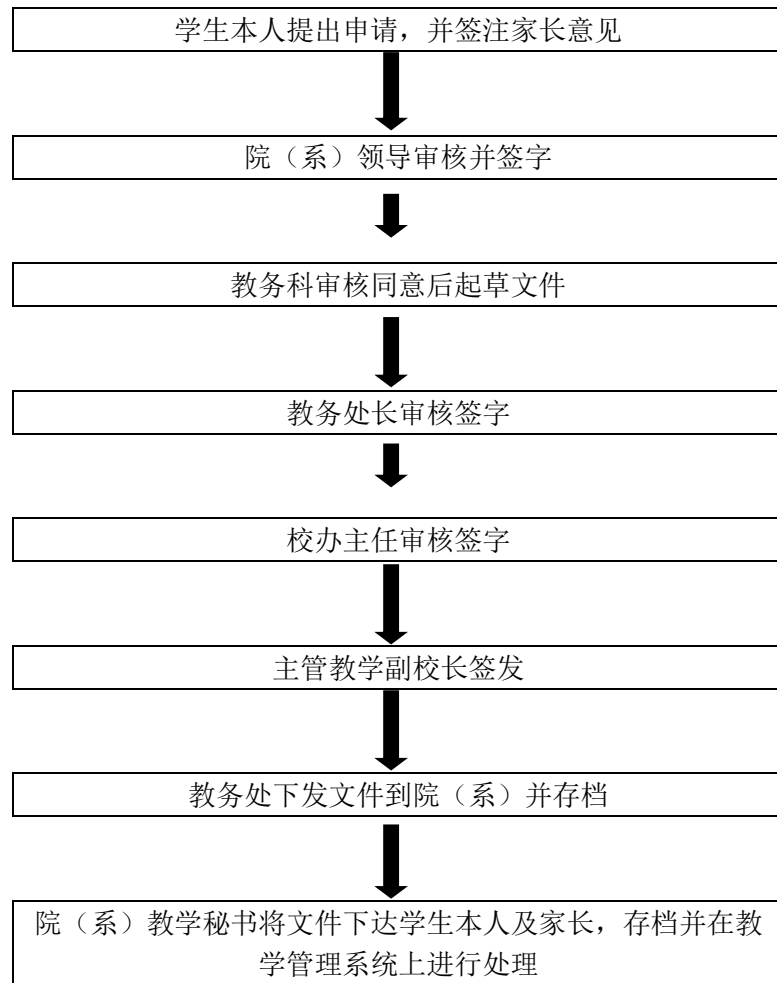 学生本人提出申请，并签注家长意见
院（系）领导审核并签字
教务科审核同意后起草文件
教务处长审核签字
校办主任审核签字
主管教学副校长签发
教务处下发文件到院（系）并存档
院（系）教学秘书将文件下达学生本人及家长，存档并在教
学管理系统上进行处理